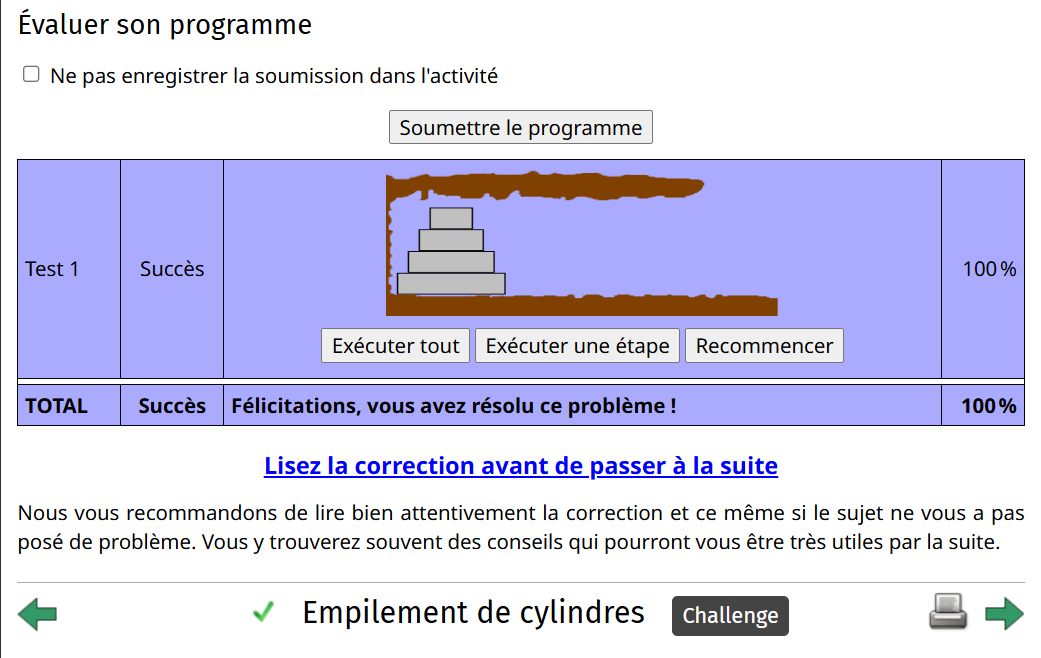 Évaluer son programme
Ne pas enregistrer la soumission dans l'activité
Soumettre le programme
Test 1
Succès
100 %
Exécuter tout
Exécuter une étape
Recommencer
TOTAL
Succès
Félicitations, vous avez résolu ce problème !
100 %
Lisez la correction avant de passer à la suite
Nous vous recommandons de lire bien attentivement la correction et ce même si le sujet ne vous a pas
posé de problème. Vous y trouverez souvent des conseils qui pourront vous être très utiles par la suite.
Empilement de cylindres
Challenge